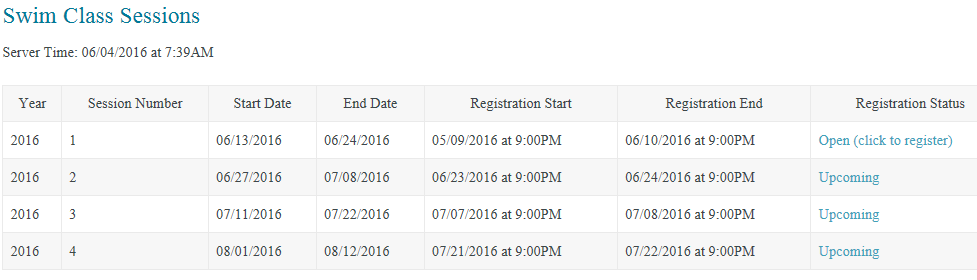 Swim Class Sessions
Server Time: 06/04/2016 at 7:39AM
Year Session Number Start Date End Date Registration Start Registration End Registration Status
2016 1 06/13/2016 06/24/2016 05/09/2016 at 9:00PM 06/10/2016 at 9:00PM Open (click to register)
2016 2 06/27/2016 07/08/2016 06/23/2016 at 9:00PM 06/24/2016 at 9:00PM Upcoming
2016 3 07/11/2016 07/22/2016 07/07/2016 at 9:00PM 07/08/2016 at 9:00PM Upcoming
2016 4 08/01/2016 08/12/2016 07/21/2016 at 9:00PM 07/22/2016 at 9:00PM Upcoming